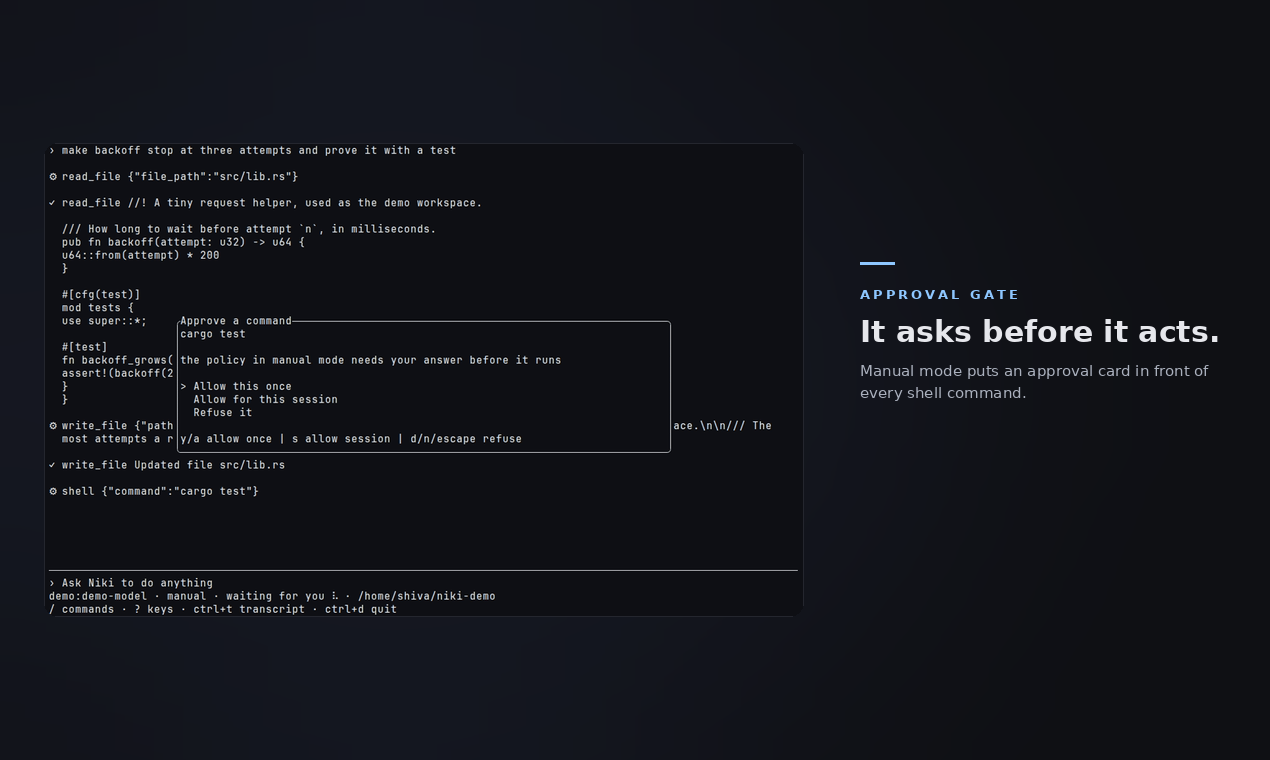 › make backoff stop at three attempts and prove it with a test
⚙ read_file {"file_path":"src/lib.rs"}
✓ read_file //! A tiny request helper, used as the demo workspace.
/// How long to wait before attempt `n`, in milliseconds.
pub fn backoff(attempt: u32) -> u64 {
u64::from(attempt) * 200
}
#[cfg(test)]
mod tests {
use super::*;
#[test]
fn backoff_grows(
assert!(backoff(2
}
}
⚙ write_file {"path
ace.\n\n/// The
most attempts a r
✓ write_file Updated file src/lib.rs
⚙ shell {"command":"cargo test"}
Approve a command
cargo test
the policy in manual mode needs your answer before it runs
> Allow this once
Allow for this session
Refuse it
y/a allow once | s allow session | d/n/escape refuse
› Ask Niki to do anything
demo:demo-model · manual · waiting for you ⠧ · /home/shiva/niki-demo
/ commands · ? keys · ctrl+t transcript · ctrl+d quit
APPROVAL GATE
It asks before it acts.
Manual mode puts an approval card in front of
every shell command.